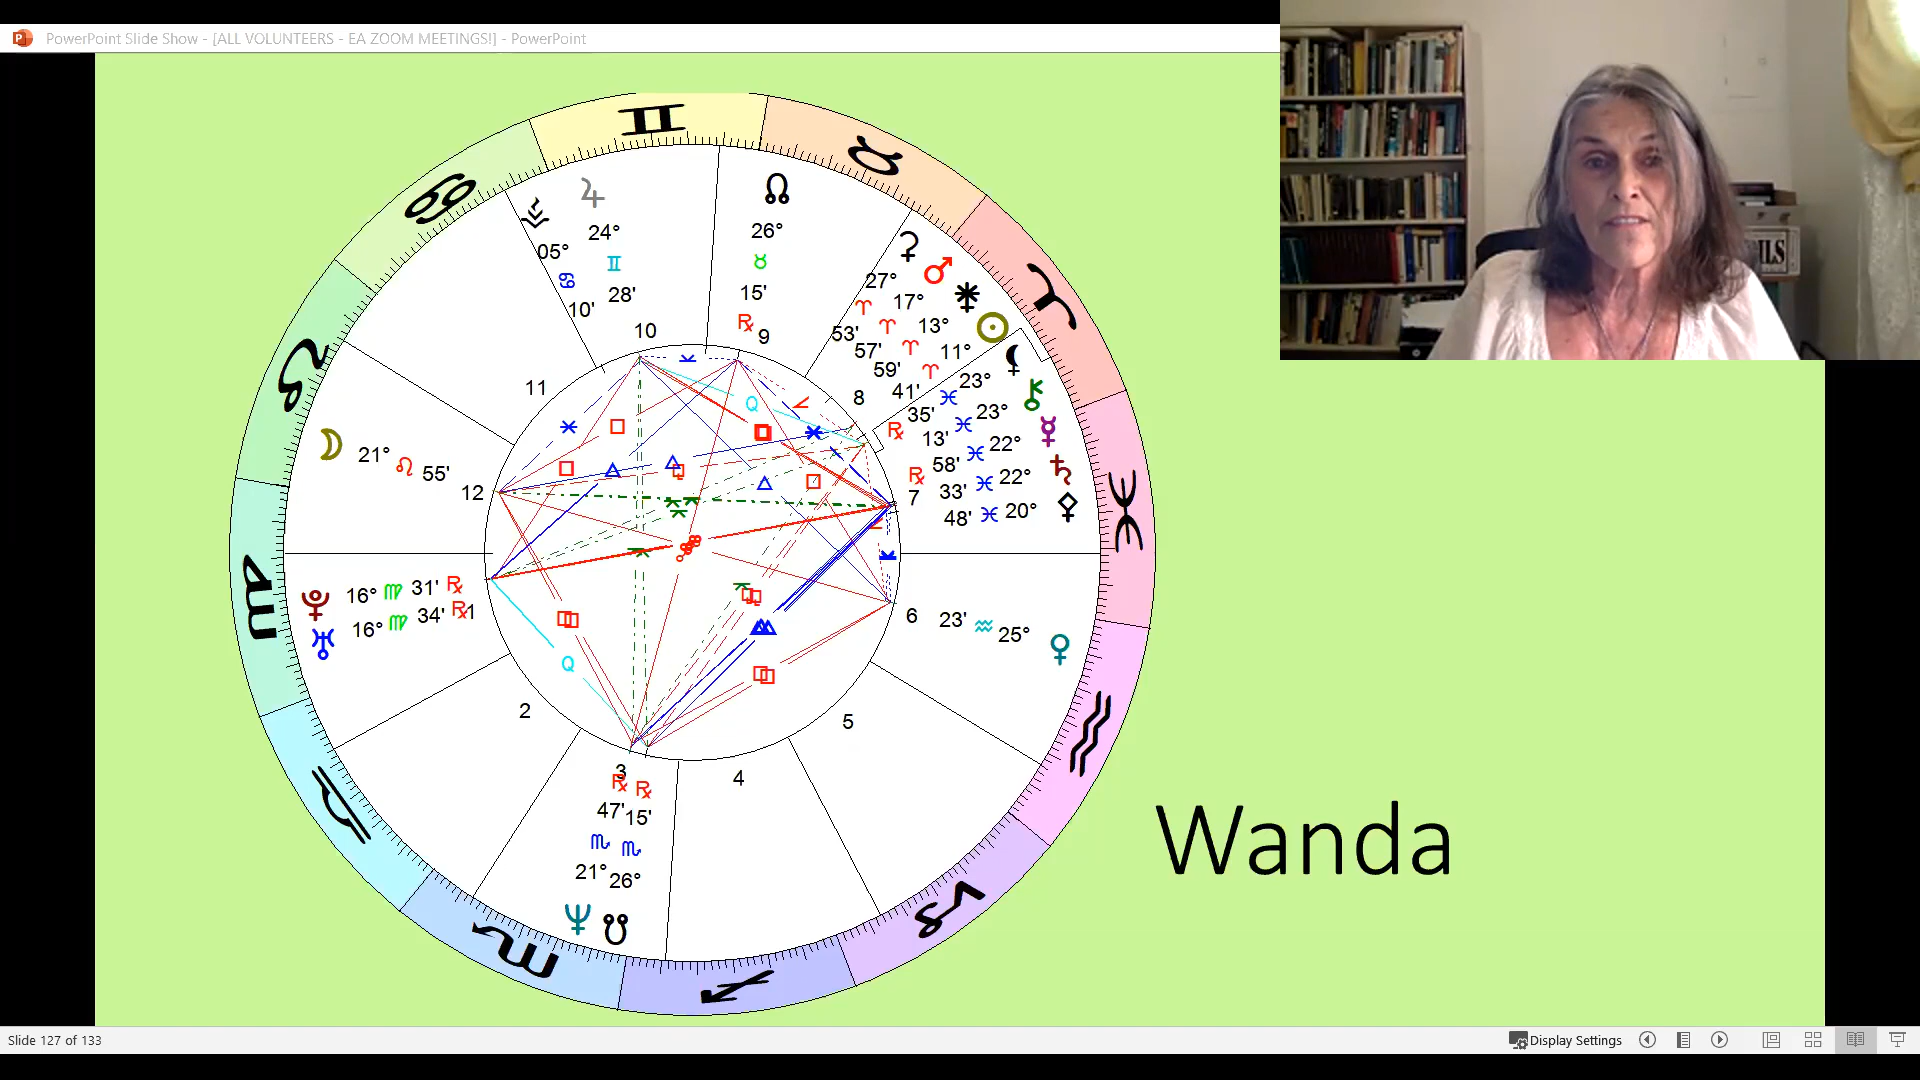 PowerPoint Slide Show - [ALL VOLUNTEERS - EA ZOOM MEETINGS!] - PowerPoint
05° ♋ 10'
24° ♊ 28'
26° ♉ 15' ℞
27° ♈ 53'
17° ♈ 57'
13° ♈ 59'
11° ♈ 41'
23° ♓ 35' ℞
23° ♓ 13'
22° ♓ 58'
22° ♓ 33'
20° ♓ 48'
21° ♌ 55'
16° ♍ 31' ℞
16° ♍ 34' ℞
23' ♒ 25°
℞ ℞
47' 15'
♏ ♏
21° 26°
10
9
11
8
12
7
1
6
2
5
3
4
Q
Q
Wanda
Slide 127 of 133
Display Settings